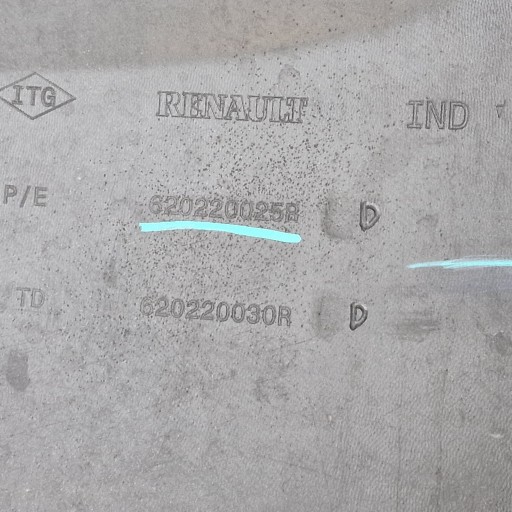 ITG RENAULT IND
P/E 620220025R D
TD 620220030R D